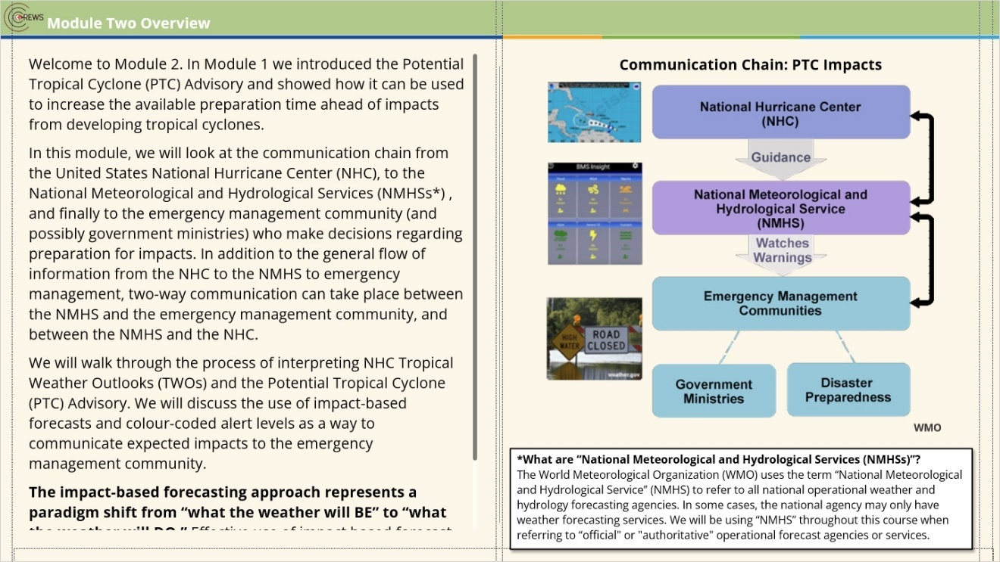 CREWS
Module Two Overview
Welcome to Module 2. In Module 1 we introduced the Potential
Tropical Cyclone (PTC) Advisory and showed how it can be used
to increase the available preparation time ahead of impacts
from developing tropical cyclones.
In this module, we will look at the communication chain from
the United States National Hurricane Center (NHC), to the
National Meteorological and Hydrological Services (NMHSs*) ,
and finally to the emergency management community (and
possibly government ministries) who make decisions regarding
preparation for impacts. In addition to the general flow of
information from the NHC to the NMHS to emergency
management, two-way communication can take place between
the NMHS and the emergency management community, and
between the NMHS and the NHC.
We will walk through the process of interpreting NHC Tropical
Weather Outlooks (TWOs) and the Potential Tropical Cyclone
(PTC) Advisory. We will discuss the use of impact-based
forecasts and colour-coded alert levels as a way to
communicate expected impacts to the emergency
management community.
The impact-based forecasting approach represents a
paradigm shift from “what the weather will BE” to “what
the weather will DO.” Effective use of impact-based forecast
Communication Chain: PTC Impacts
National Hurricane Center
(NHC)
Guidance
BMS Insight
National Meteorological and
Hydrological Service
(NMHS)
Watches
Warnings
Emergency Management
Communities
HIGH
WATER
ROAD
CLOSED
weather.gov
Government
Ministries
Disaster
Preparedness
WMO
*What are “National Meteorological and Hydrological Services (NMHSs)”?
The World Meteorological Organization (WMO) uses the term “National Meteorological
and Hydrological Service” (NMHS) to refer to all national operational weather and
hydrology forecasting agencies. In some cases, the national agency may only have
weather forecasting services. We will be using “NMHS” throughout this course when
referring to “official" or "authoritative" operational forecast agencies or services.